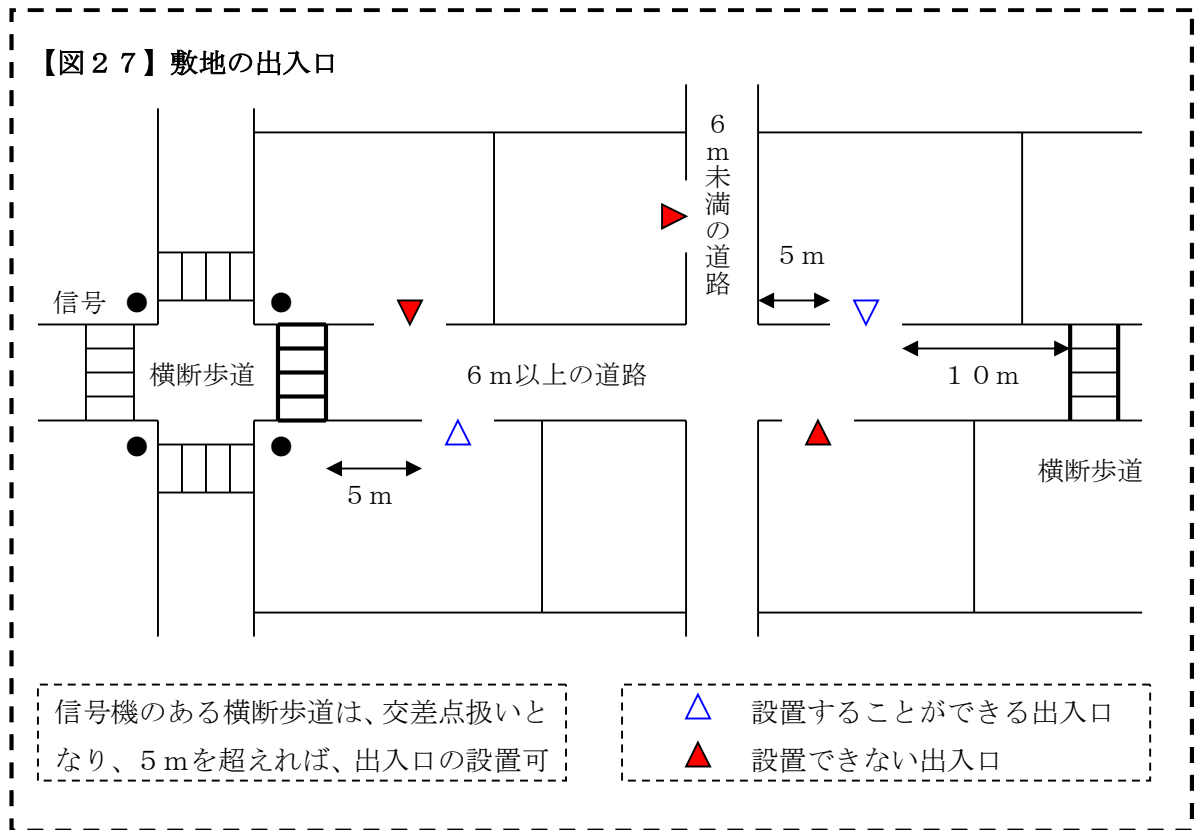 【図２７】敷地の出入口
６ｍ未満の道路
５ｍ
信号
横断歩道
６ｍ以上の道路
１０ｍ
横断歩道
５ｍ
信号機のある横断歩道は、交差点扱いと
なり、５ｍを超えれば、出入口の設置可
設置することができる出入口
設置できない出入口